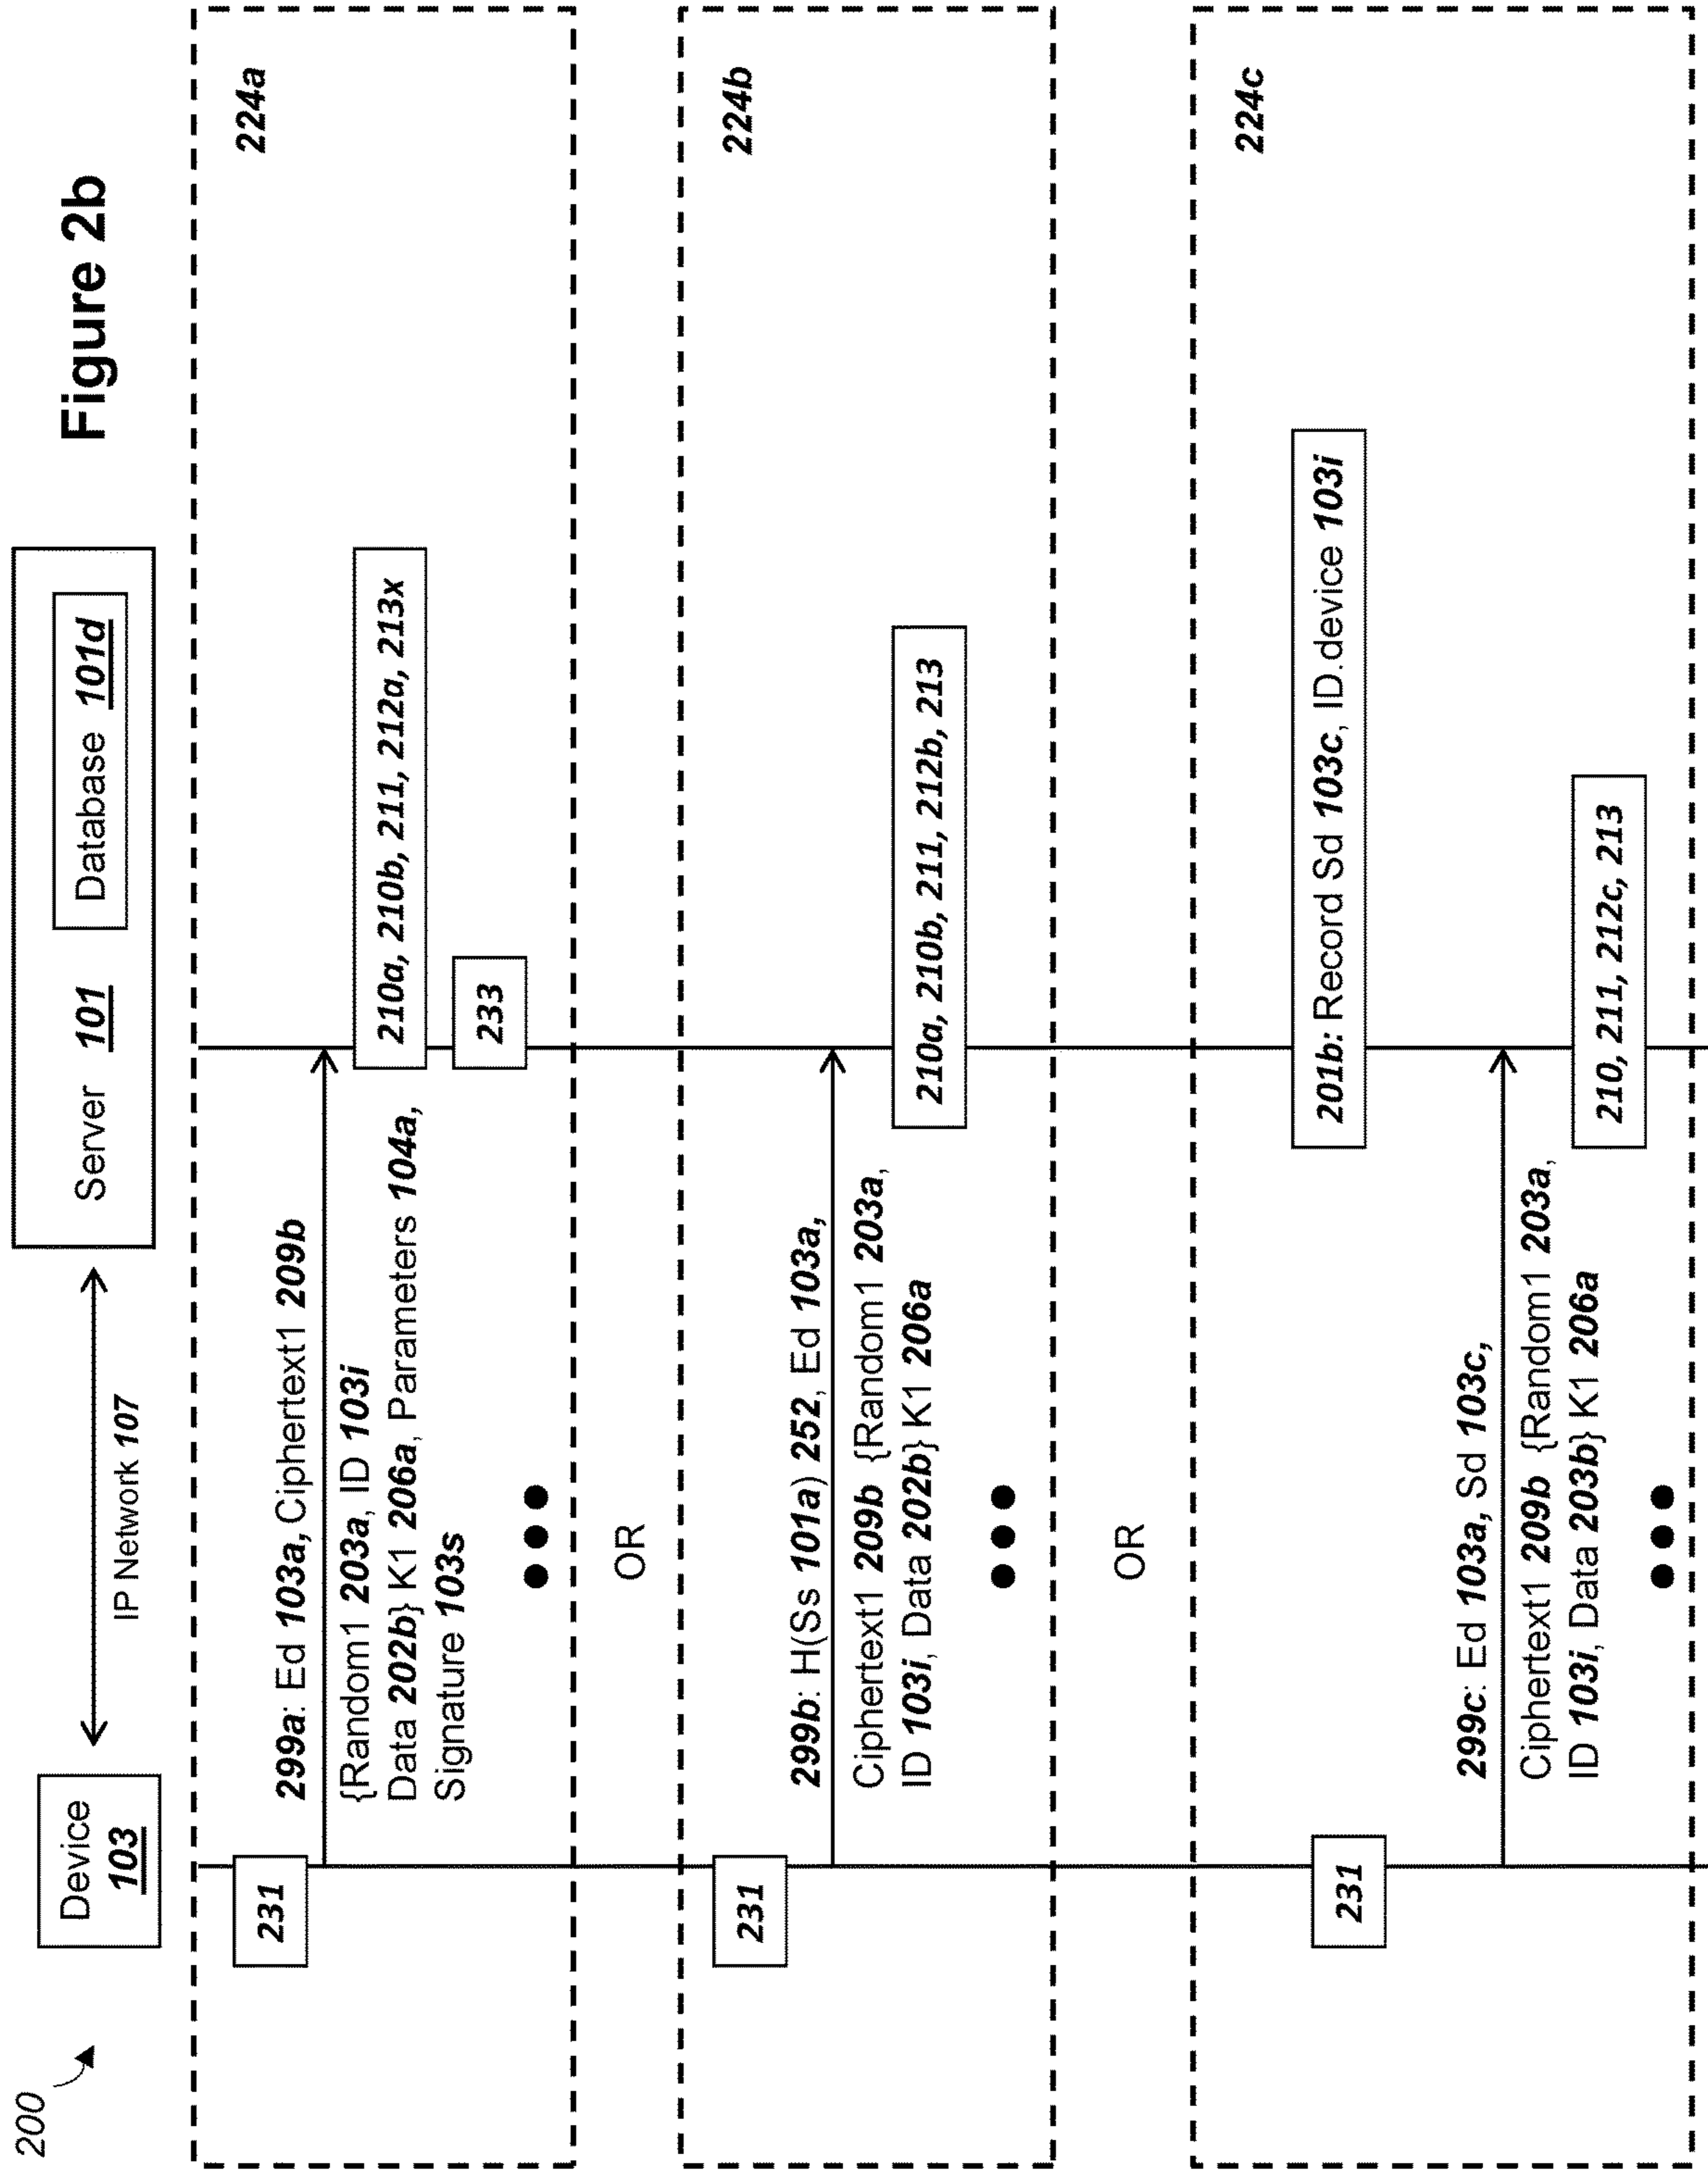 Figure 2b
200
Device
103
IP Network 107
Server 101 Database 101d
224a
231
299a: Ed 103a, Ciphertext1 209b
{Random1 203a, ID 103i
Data 202b} K1 206a, Parameters 104a,
Signature 103s
210a, 210b, 211, 212a, 213x
233
OR
224b
231
299b: H(Ss 101a) 252, Ed 103a,
Ciphertext1 209b {Random1 203a,
ID 103i, Data 202b} K1 206a
210a, 210b, 211, 212b, 213
OR
224c
201b: Record Sd 103c, ID.device 103i
231
299c: Ed 103a, Sd 103c,
Ciphertext1 209b {Random1 203a,
ID 103i, Data 203b} K1 206a
210, 211, 212c, 213